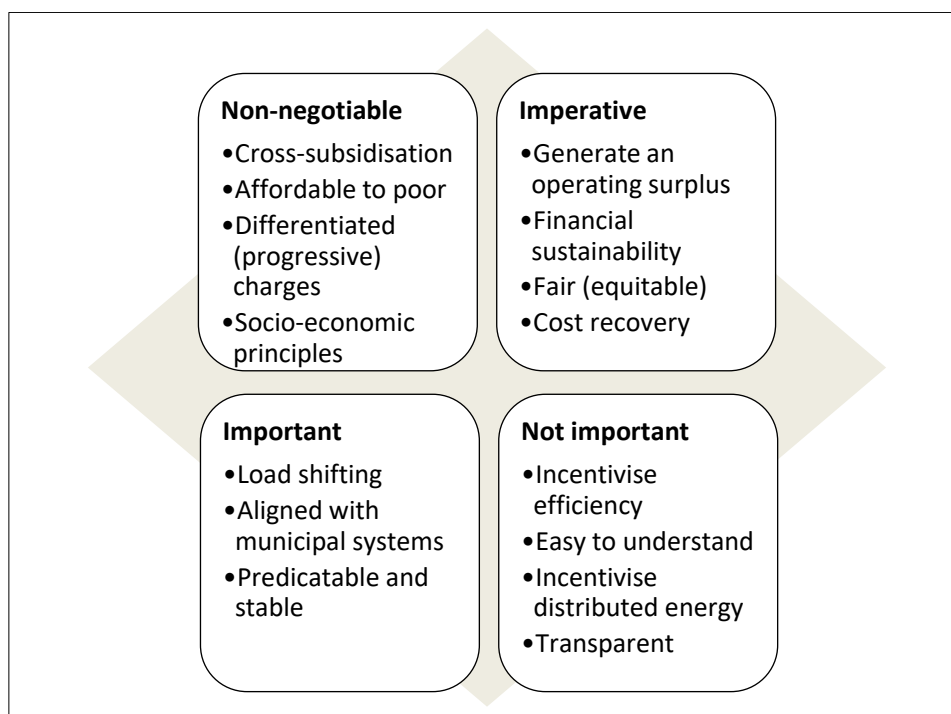 Non-negotiable
•Cross-subsidisation
•Affordable to poor
•Differentiated
(progressive)
charges
•Socio-economic
principles
Imperative
•Generate an
operating surplus
•Financial
sustainability
•Fair (equitable)
•Cost recovery
Important
•Load shifting
•Aligned with
municipal systems
•Predicatable and
stable
Not important
•Incentivise
efficiency
•Easy to understand
•Incentivise
distributed energy
•Transparent